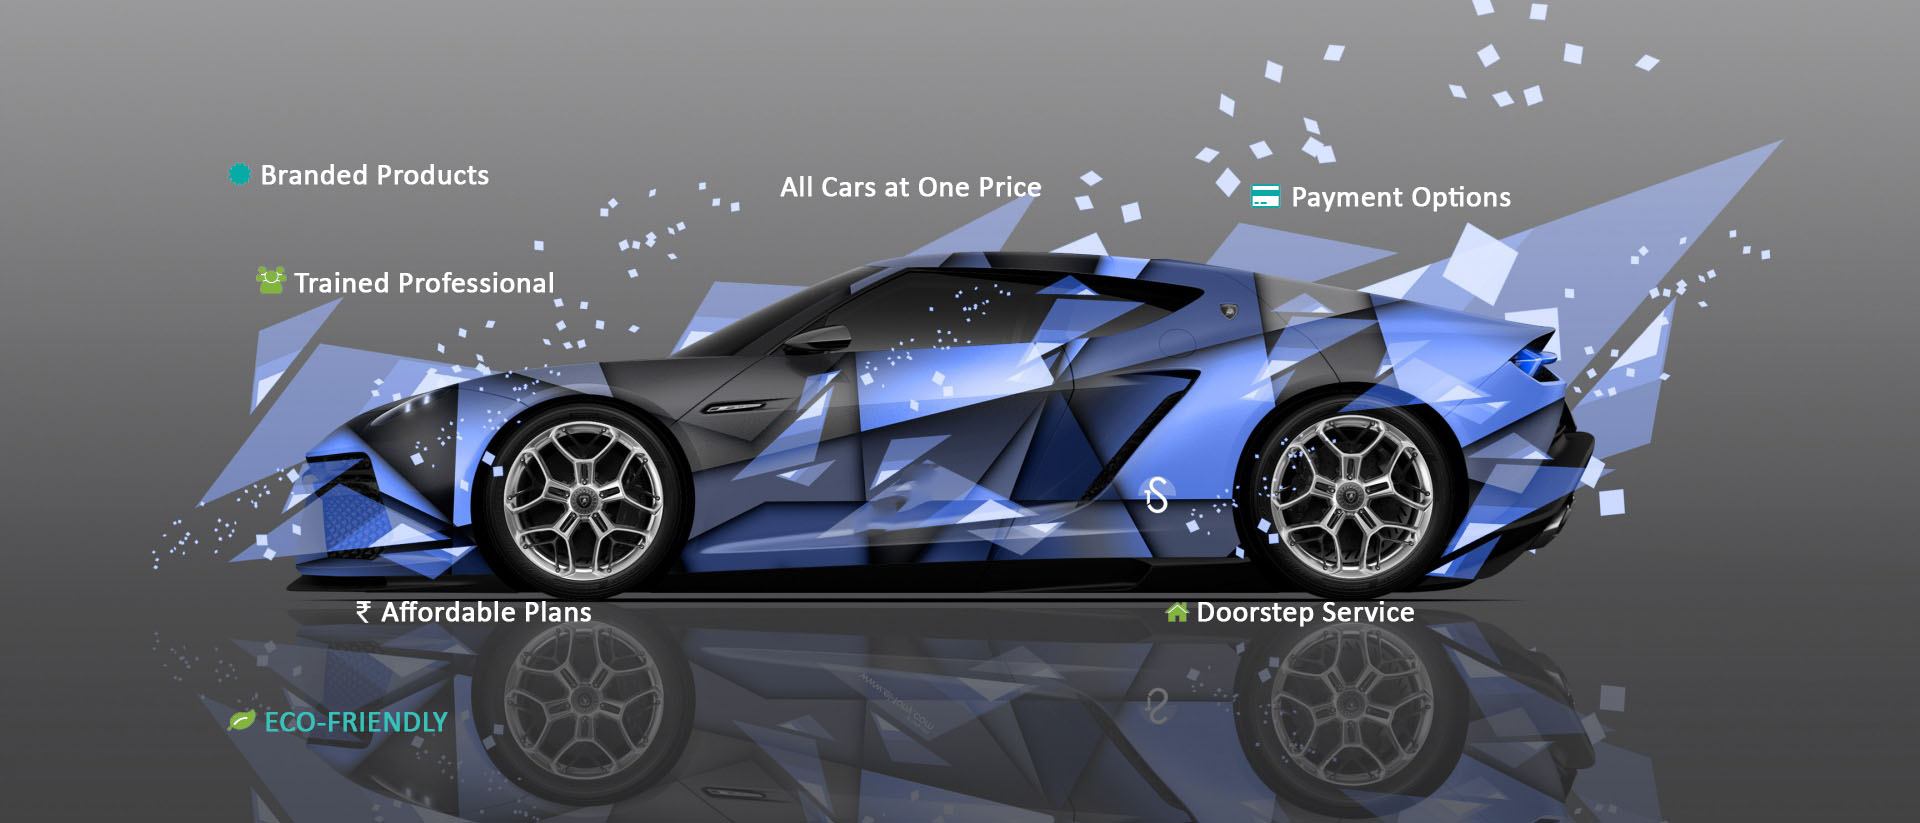 Branded Products
All Cars at One Price
Payment Options
Trained Professional
₹ Affordable Plans
Doorstep Service
ECO-FRIENDLY